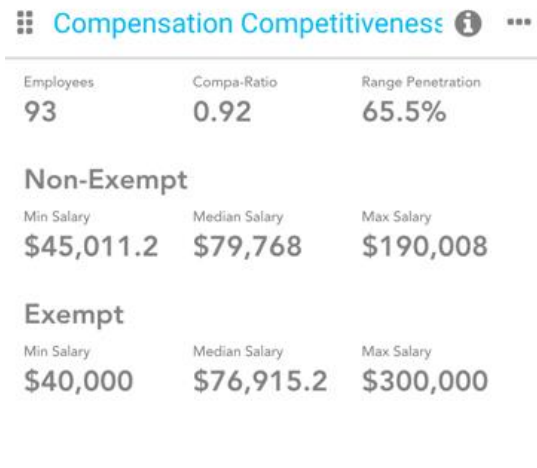 Compensation Competitiveness
Employees Compa-Ratio Range Penetration
93 0.92 65.5%
Non-Exempt
Min Salary Median Salary Max Salary
$45,011.2 $79,768 $190,008
Exempt
Min Salary Median Salary Max Salary
$40,000 $76,915.2 $300,000